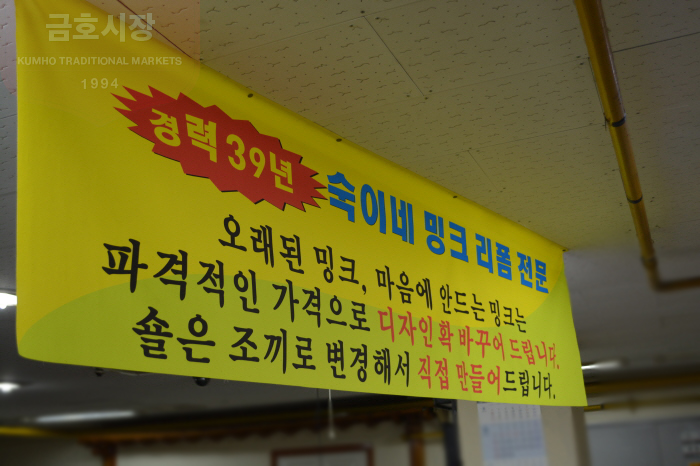 금호시장
KUMHO TRADITIONAL MARKETS
1994
경력 39년 숙이네 밍크 리폼 전문
오래된 밍크, 마음에 안드는 밍크는
파격적인 가격으로 디자인확 바꾸어 드립니다.
숄은 조끼로 변경해서 직접 만들어드립니다.